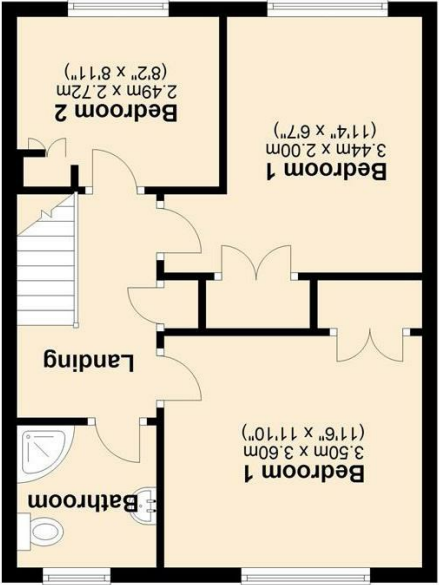 Bedroom 1
3.50m x 3.60m
(11'6" x 11'10")
Bathroom
Landing
Bedroom 1
3.44m x 2.00m
(11'4" x 6'7")
Bedroom 2
2.49m x 2.72m
(8'2" x 8'11")